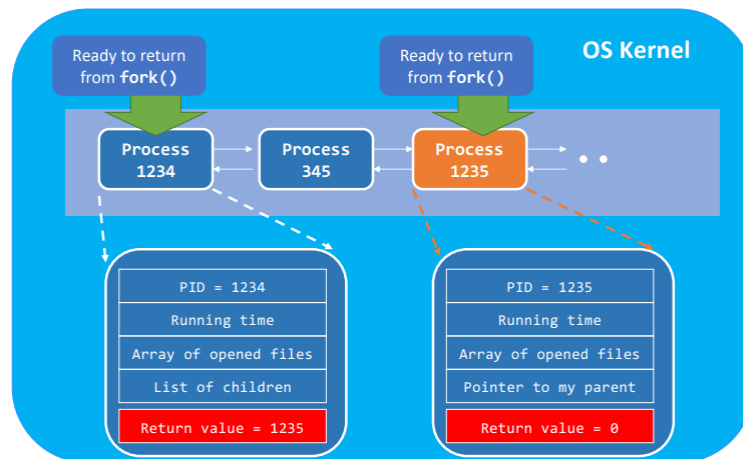 OS Kernel
Ready to return
from fork()
Ready to return
from fork()
Process
1234
Process
345
Process
1235
PID = 1234
Running time
Array of opened files
List of children
Return value = 1235
PID = 1235
Running time
Array of opened files
Pointer to my parent
Return value = 0